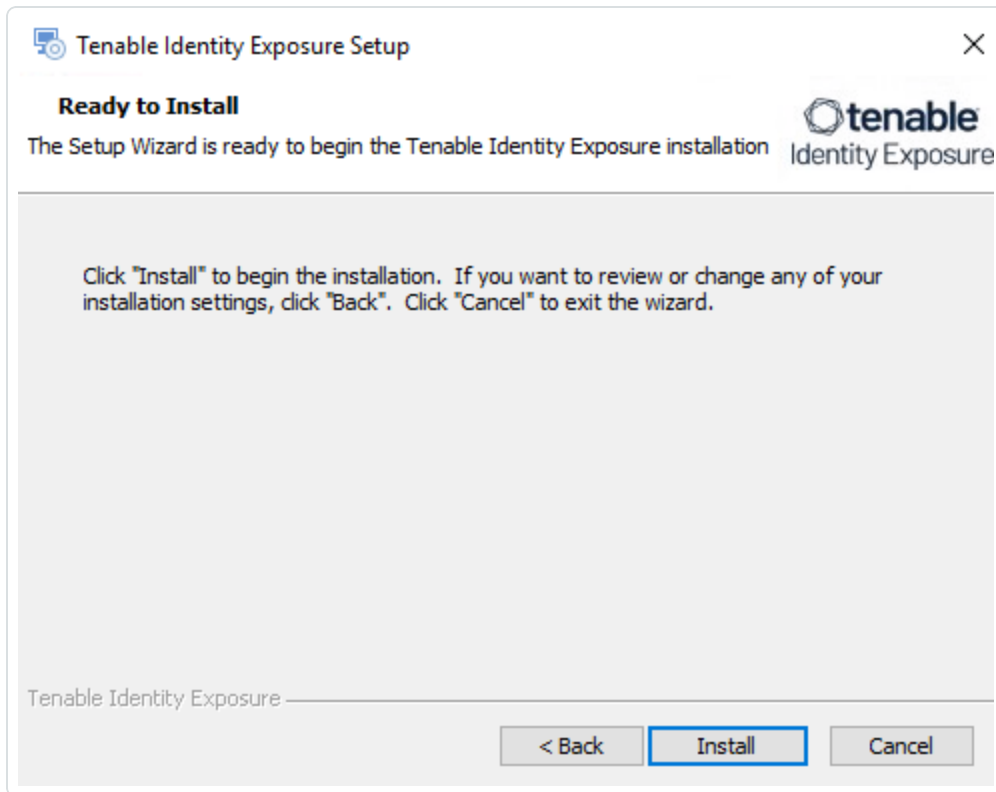 Tenable Identity Exposure Setup
Ready to Install
The Setup Wizard is ready to begin the Tenable Identity Exposure installation
tenable
Identity Exposure
Click "Install" to begin the installation.  If you want to review or change any of your
installation settings, click "Back".  Click "Cancel" to exit the wizard.
Tenable Identity Exposure
< Back
Install
Cancel